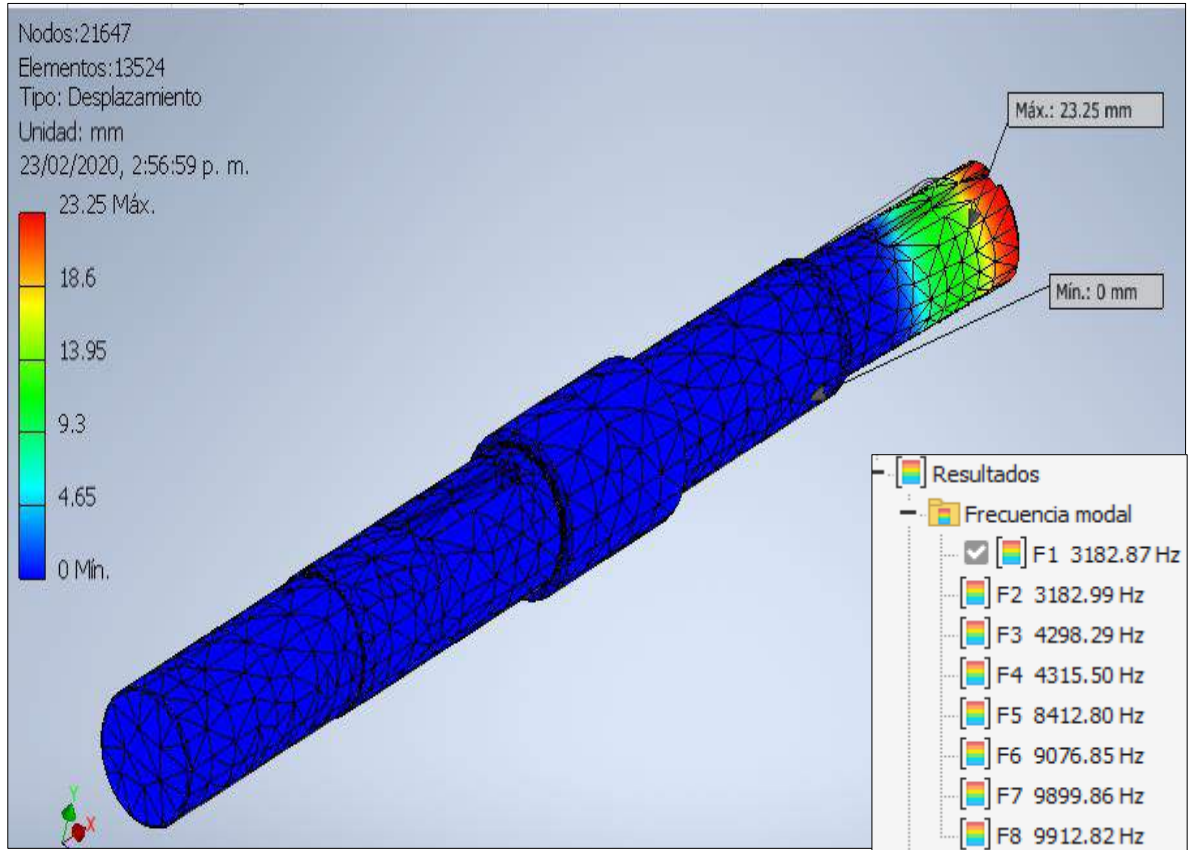 Nodos:21647
Elementos:13524
Tipo: Desplazamiento
Unidad: mm
23/02/2020, 2:56:59 p. m.
23.25 Máx.
18.6
13.95
9.3
4.65
0 Mín.
Máx.: 23.25 mm
Mín.: 0 mm
Y
X
Resultados
Frecuencia modal
F1 3182.87 Hz
F2 3182.99 Hz
F3 4298.29 Hz
F4 4315.50 Hz
F5 8412.80 Hz
F6 9076.85 Hz
F7 9899.86 Hz
F8 9912.82 Hz